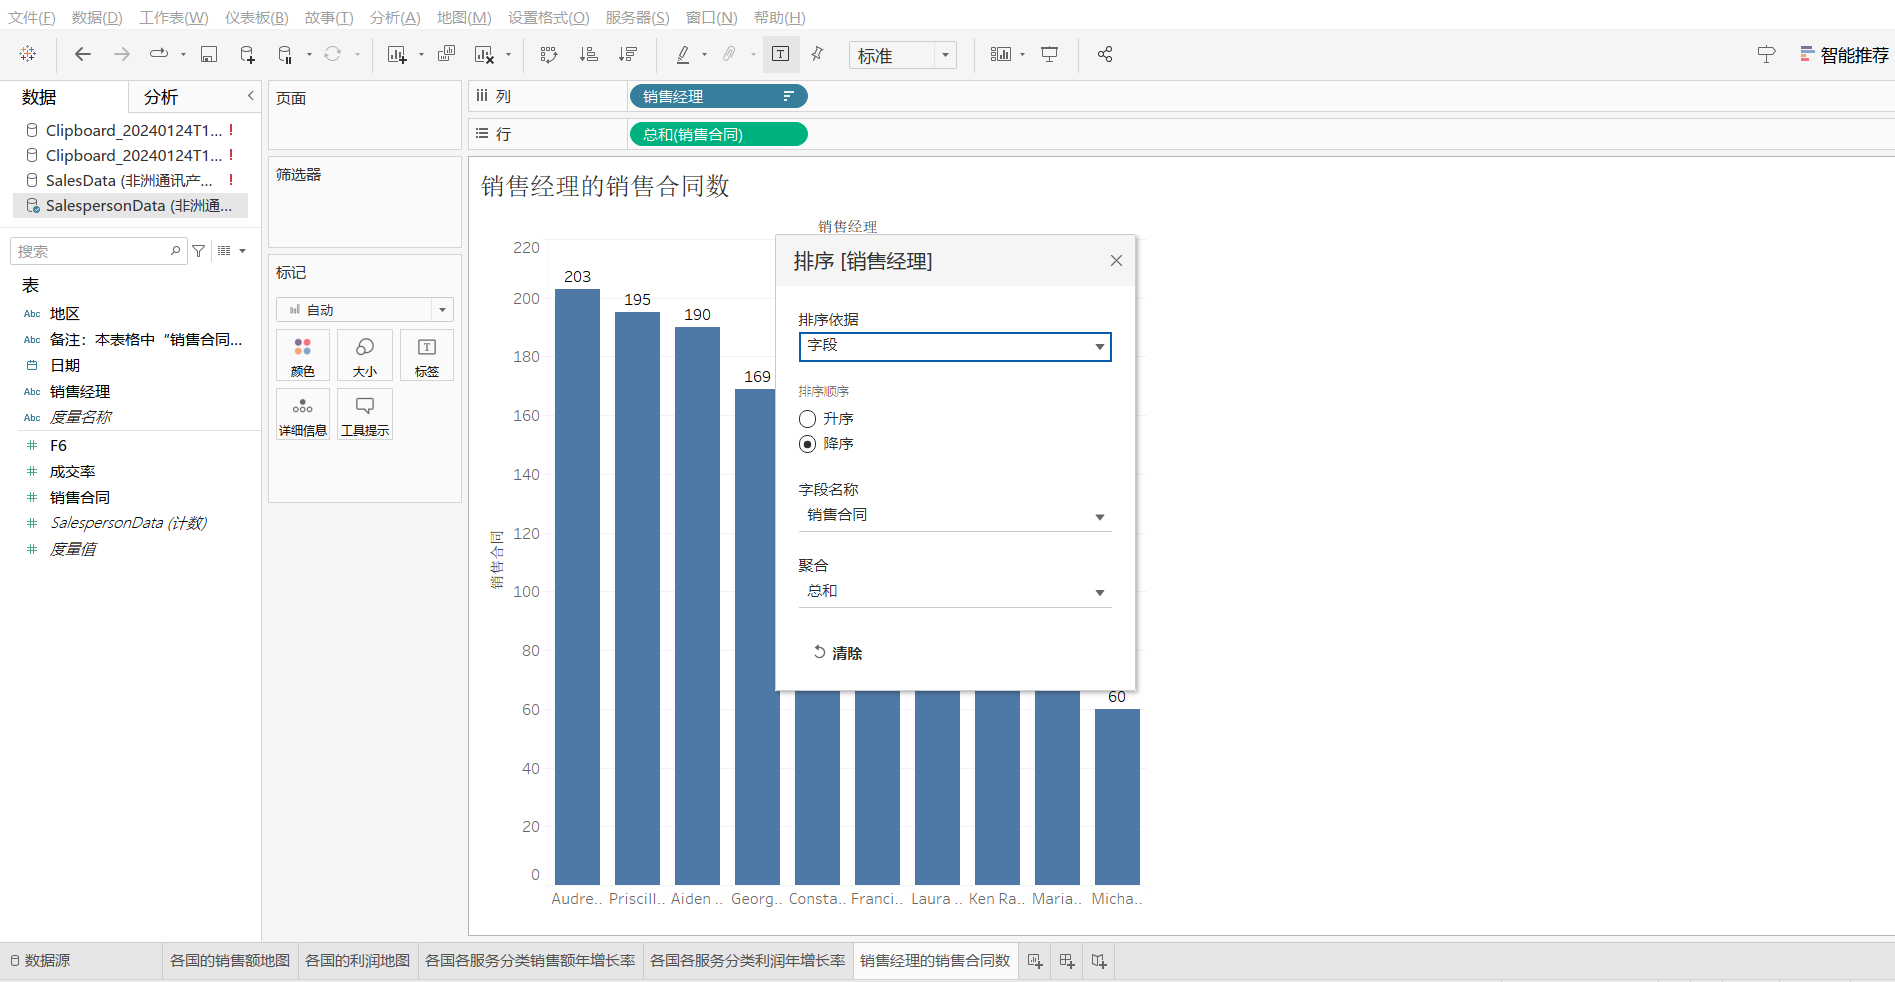 文件(F) 数据(D) 工作表(W) 仪表板(B) 故事(T) 分析(A) 地图(M) 设置格式(O) 服务器(S) 窗口(N) 帮助(H)
标准
智能推荐
数据 分析
Clipboard_20240124T1... !
Clipboard_20240124T1... !
SalesData (非洲通讯产... !
SalespersonData (非洲通...
搜索
表
Abc 地区
Abc 备注：本表格中“销售合同...
日期
Abc 销售经理
Abc 度量名称
# F6
# 成交率
# 销售合同
# SalespersonData (计数)
# 度量值
页面
筛选器
标记
自动
颜色 大小 标签
详细信息 工具提示
列 销售经理
行 总和(销售合同)
销售经理的销售合同数
销售经理
销售合同
220
200
180
160
140
120
100
80
60
40
20
0
203
195
190
169
60
Audre.. Priscill.. Aiden .. Georg.. Consta.. Franci.. Laura .. Ken Ra.. Maria.. Micha..
排序 [销售经理]
排序依据
字段
排序顺序
升序
降序
字段名称
销售合同
聚合
总和
清除
数据源 各国的销售额地图 各国的利润地图 各国各服务分类销售额年增长率 各国各服务分类利润年增长率 销售经理的销售合同数